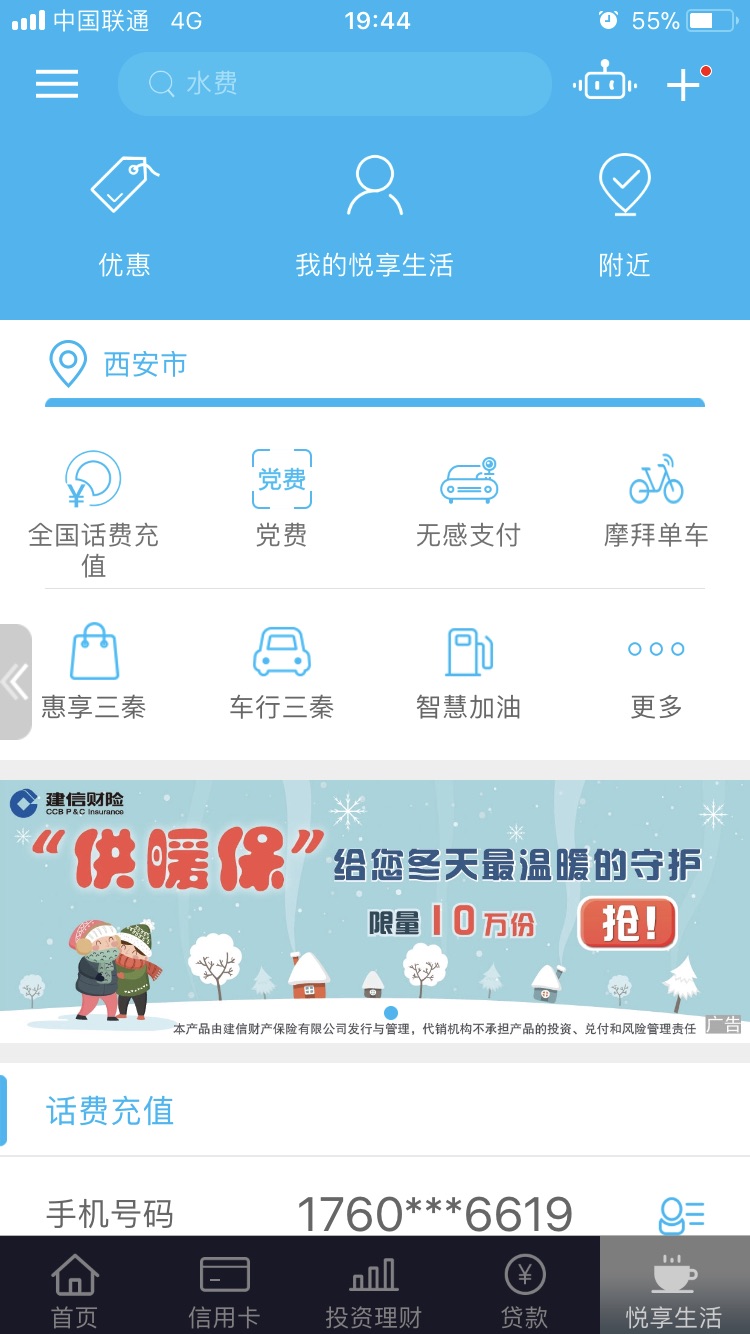 中国联通 4G 19:44 55%
水费
优惠 我的悦享生活 附近
西安市
党费
全国话费充值 党费 无感支付 摩拜单车
惠享三秦 车行三秦 智慧加油 更多
建信财险
CCB P&C Insurance
“供暖保” 给您冬天最温暖的守护
限量10万份 抢!
本产品由建信财产保险有限公司发行与管理，代销机构不承担产品的投资、兑付和风险管理责任 广告
话费充值
手机号码 1760***6619
首页 信用卡 投资理财 贷款 悦享生活